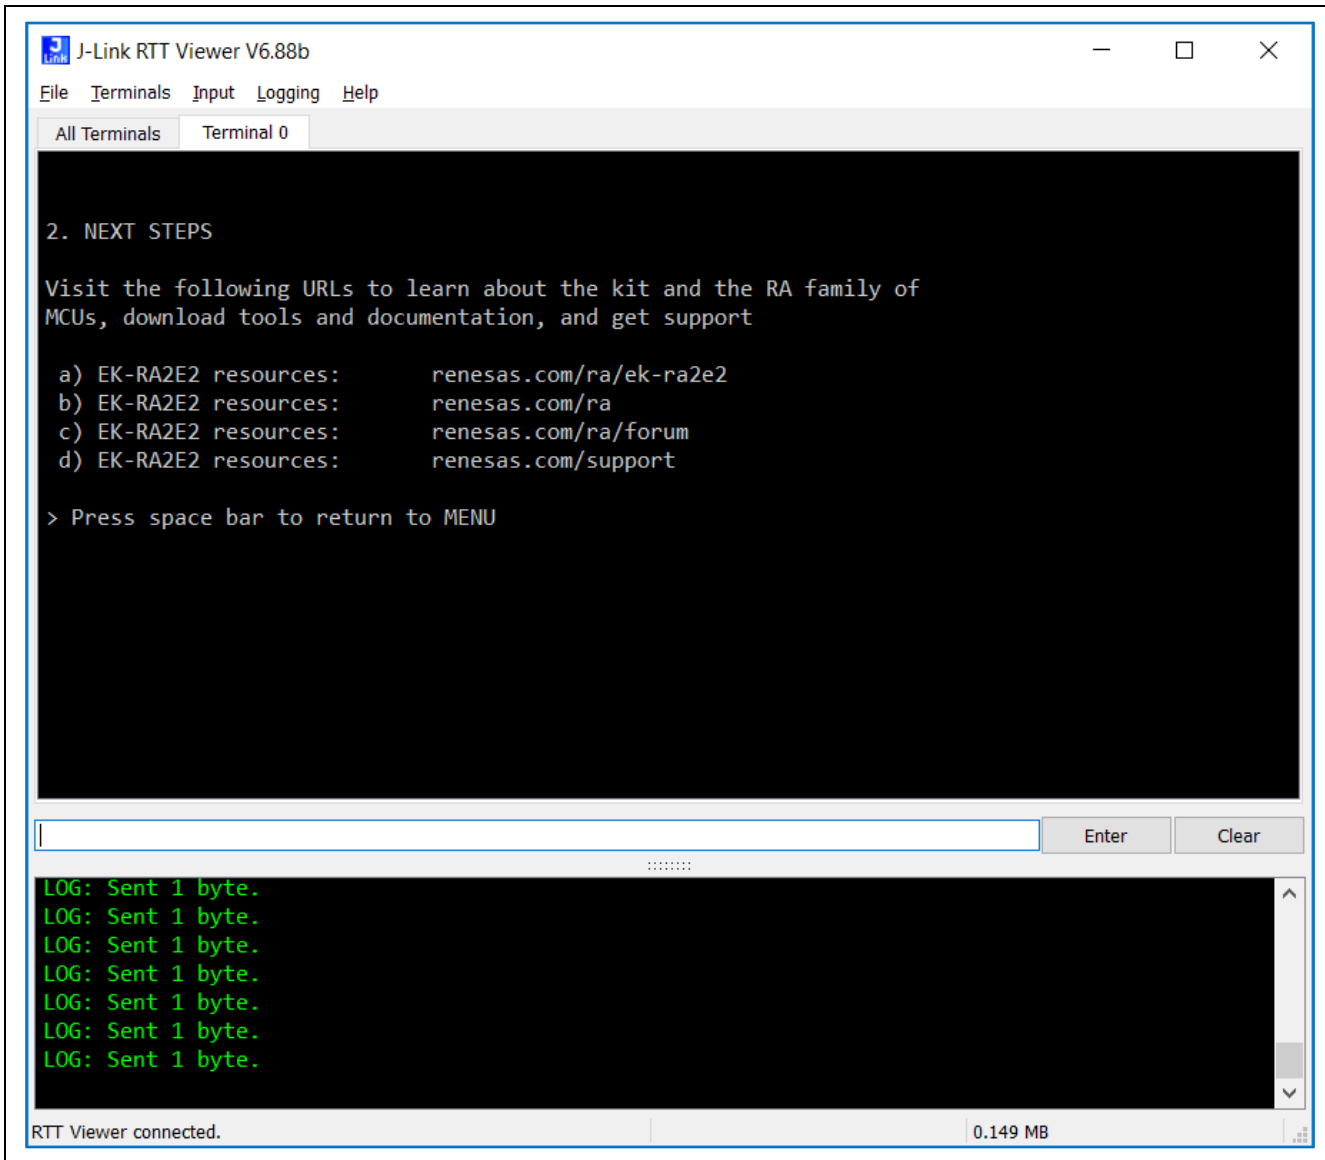 J-Link RTT Viewer V6.88b
File Terminals Input Logging Help
All Terminals Terminal 0
2. NEXT STEPS
Visit the following URLs to learn about the kit and the RA family of
MCUs, download tools and documentation, and get support
a) EK-RA2E2 resources: renesas.com/ra/ek-ra2e2
b) EK-RA2E2 resources: renesas.com/ra
c) EK-RA2E2 resources: renesas.com/ra/forum
d) EK-RA2E2 resources: renesas.com/support
> Press space bar to return to MENU
Enter Clear
LOG: Sent 1 byte.
LOG: Sent 1 byte.
LOG: Sent 1 byte.
LOG: Sent 1 byte.
LOG: Sent 1 byte.
LOG: Sent 1 byte.
LOG: Sent 1 byte.
RTT Viewer connected. 0.149 MB